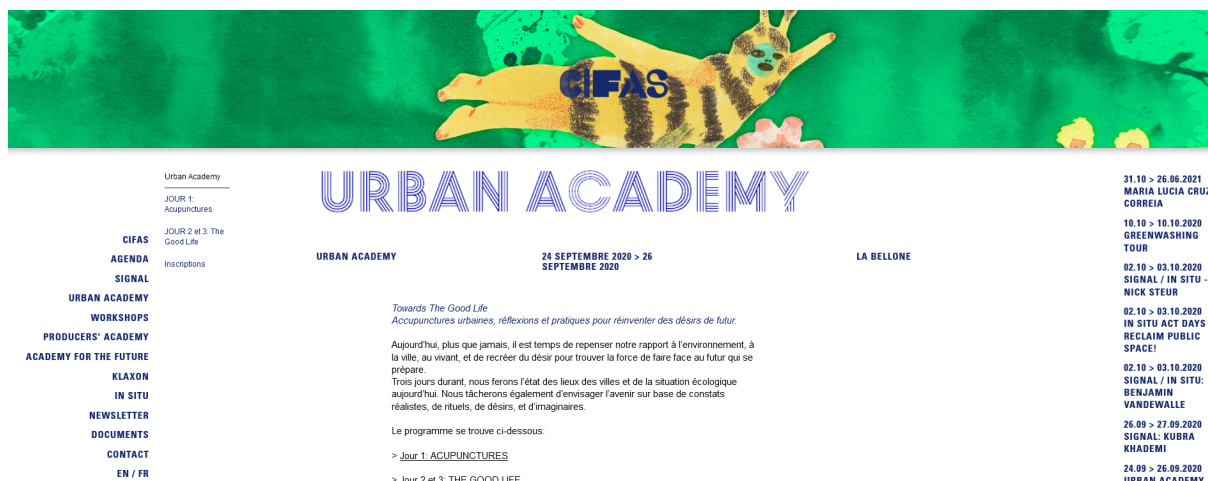 CIFAS
Urban Academy
JOUR 1:
Acupunctures
JOUR 2 et 3: The
Good Life
Inscriptions
CIFAS
AGENDA
SIGNAL
URBAN ACADEMY
WORKSHOPS
PRODUCERS' ACADEMY
ACADEMY FOR THE FUTURE
KLAXON
IN SITU
NEWSLETTER
DOCUMENTS
CONTACT
EN / FR
URBAN ACADEMY
URBAN ACADEMY
24 SEPTEMBRE 2020 > 26
SEPTEMBRE 2020
LA BELLONE
Towards The Good Life
Accupunctures urbaines, réflexions et pratiques pour réinventer des désirs de futur.
Aujourd'hui, plus que jamais, il est temps de repenser notre rapport à l'environnement, à
la ville, au vivant, et de recréer du désir pour trouver la force de faire face au futur qui se
prépare.
Trois jours durant, nous ferons l'état des lieux des villes et de la situation écologique
aujourd'hui. Nous tâcherons également d'envisager l'avenir sur base de constats
réalistes, de rituels, de désirs, et d'imaginaires.
Le programme se trouve ci-dessous:
> Jour 1: ACUPUNCTURES
> Jour 2 et 3: THE GOOD LIFE
31.10 > 26.06.2021
MARIA LUCIA CRUZ
CORREIA
10.10 > 10.10.2020
GREENWASHING
TOUR
02.10 > 03.10.2020
SIGNAL / IN SITU -
NICK STEUR
02.10 > 03.10.2020
IN SITU ACT DAYS
RECLAIM PUBLIC
SPACE!
02.10 > 03.10.2020
SIGNAL / IN SITU:
BENJAMIN
VANDEWALLE
26.09 > 27.09.2020
SIGNAL: KUBRA
KHADEMI
24.09 > 26.09.2020
URBAN ACADEMY